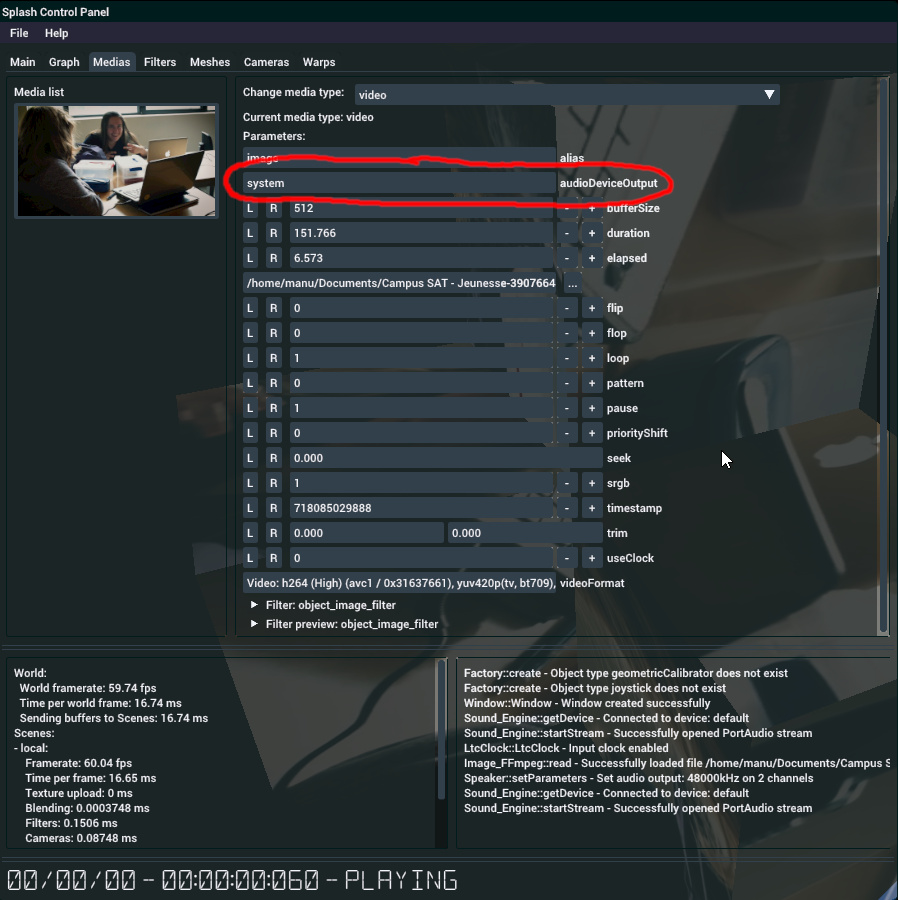 Splash Control Panel
File Help
Main Graph Medias Filters Meshes Cameras Warps
Media list
Change media type: video
Current media type: video
Parameters:
image alias
system audioDeviceOutput
L R 512 - + bufferSize
L R 151.766 - + duration
L R 6.573 - + elapsed
/home/manu/Documents/Campus SAT - Jeunesse-3907664 ...
L R 0 - + flip
L R 0 - + flop
L R 1 - + loop
L R 0 - + pattern
L R 1 - + pause
L R 0 - + priorityShift
L R 0.000 seek
L R 1 - + srgb
L R 718085029888 - + timestamp
L R 0.000 0.000 trim
L R 0 - + useClock
Video: h264 (High) (avc1 / 0x31637661), yuv420p(tv, bt709), videoFormat
Filter: object_image_filter
Filter preview: object_image_filter
World:
World framerate: 59.74 fps
Time per world frame: 16.74 ms
Sending buffers to Scenes: 16.74 ms
Scenes:
- local:
Framerate: 60.04 fps
Time per frame: 16.65 ms
Texture upload: 0 ms
Blending: 0.0003748 ms
Filters: 0.1506 ms
Cameras: 0.08748 ms
Factory::create - Object type geometricCalibrator does not exist
Factory::create - Object type joystick does not exist
Window::Window - Window created successfully
Sound_Engine::getDevice - Connected to device: default
Sound_Engine::startStream - Successfully opened PortAudio stream
LtcClock::LtcClock - Input clock enabled
Image_FFmpeg::read - Successfully loaded file /home/manu/Documents/Campus S
Speaker::setParameters - Set audio output: 48000kHz on 2 channels
Sound_Engine::getDevice - Connected to device: default
Sound_Engine::startStream - Successfully opened PortAudio stream
00/00/00 - 00:00:00:060 - PLAYING